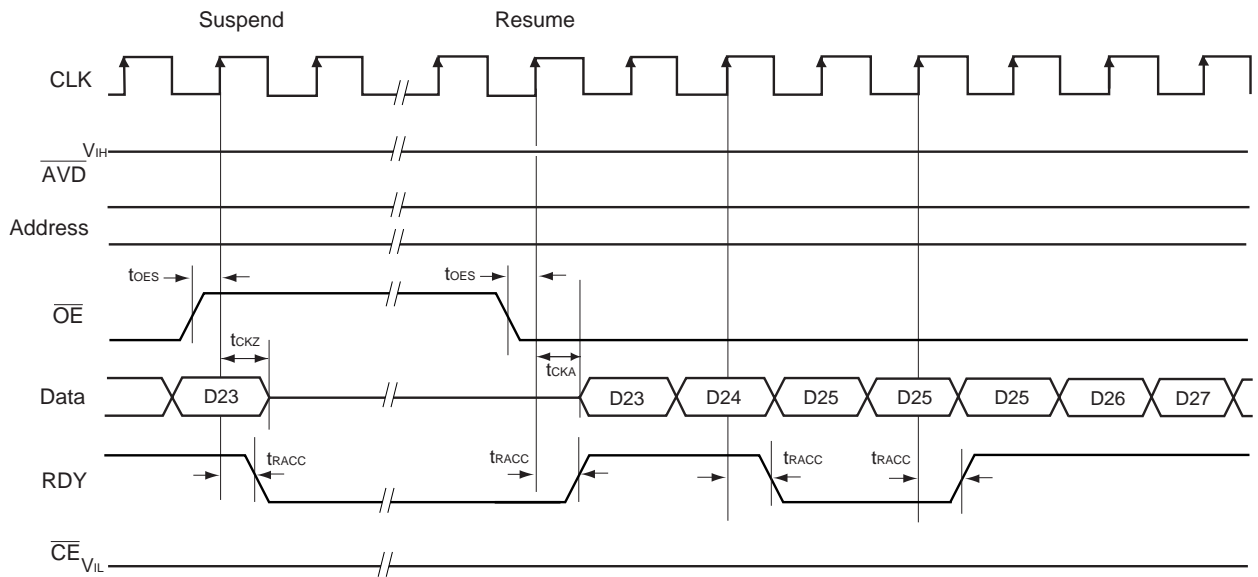 Suspend Resume
CLK
VIH
AVD
Address
tOES tOES
OE
tCKZ
tCKA
Data D23 D23 D24 D25 D25 D25 D26 D27
tRACC tRACC tRACC tRACC
RDY
CE VIL